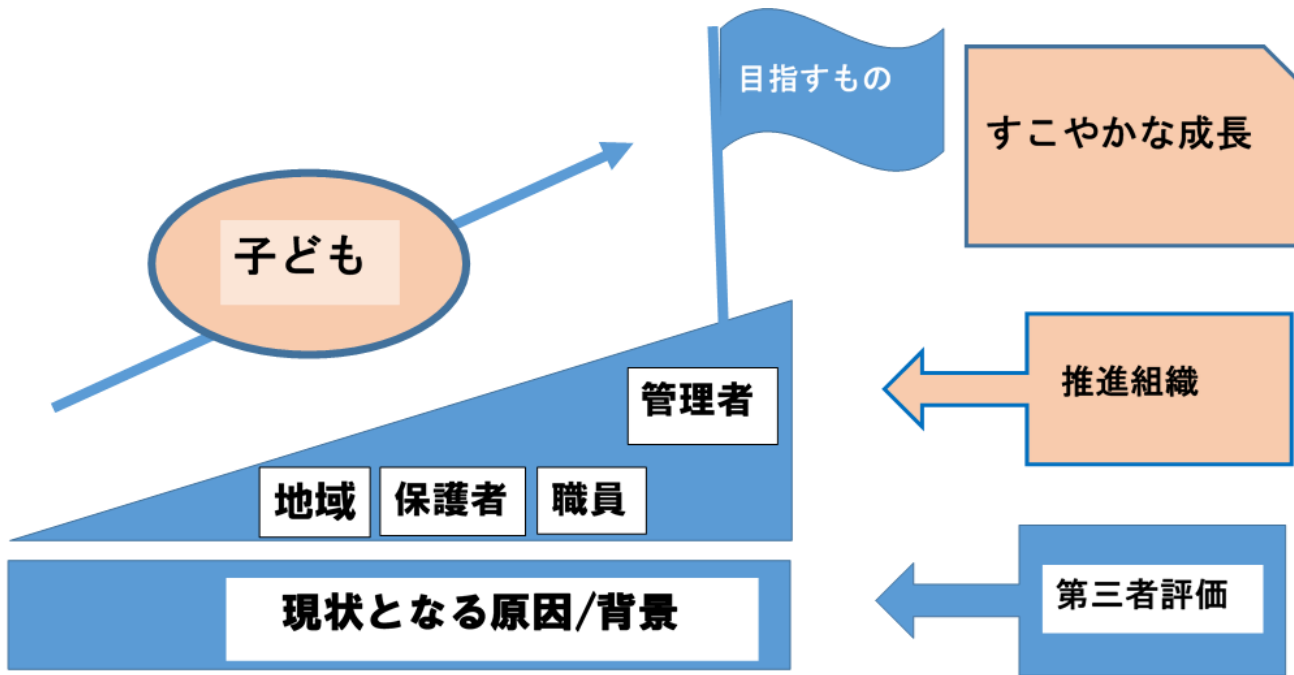 目指すもの
すこやかな成長
子ども
管理者
推進組織
地域
保護者
職員
現状となる原因/背景
第三者評価